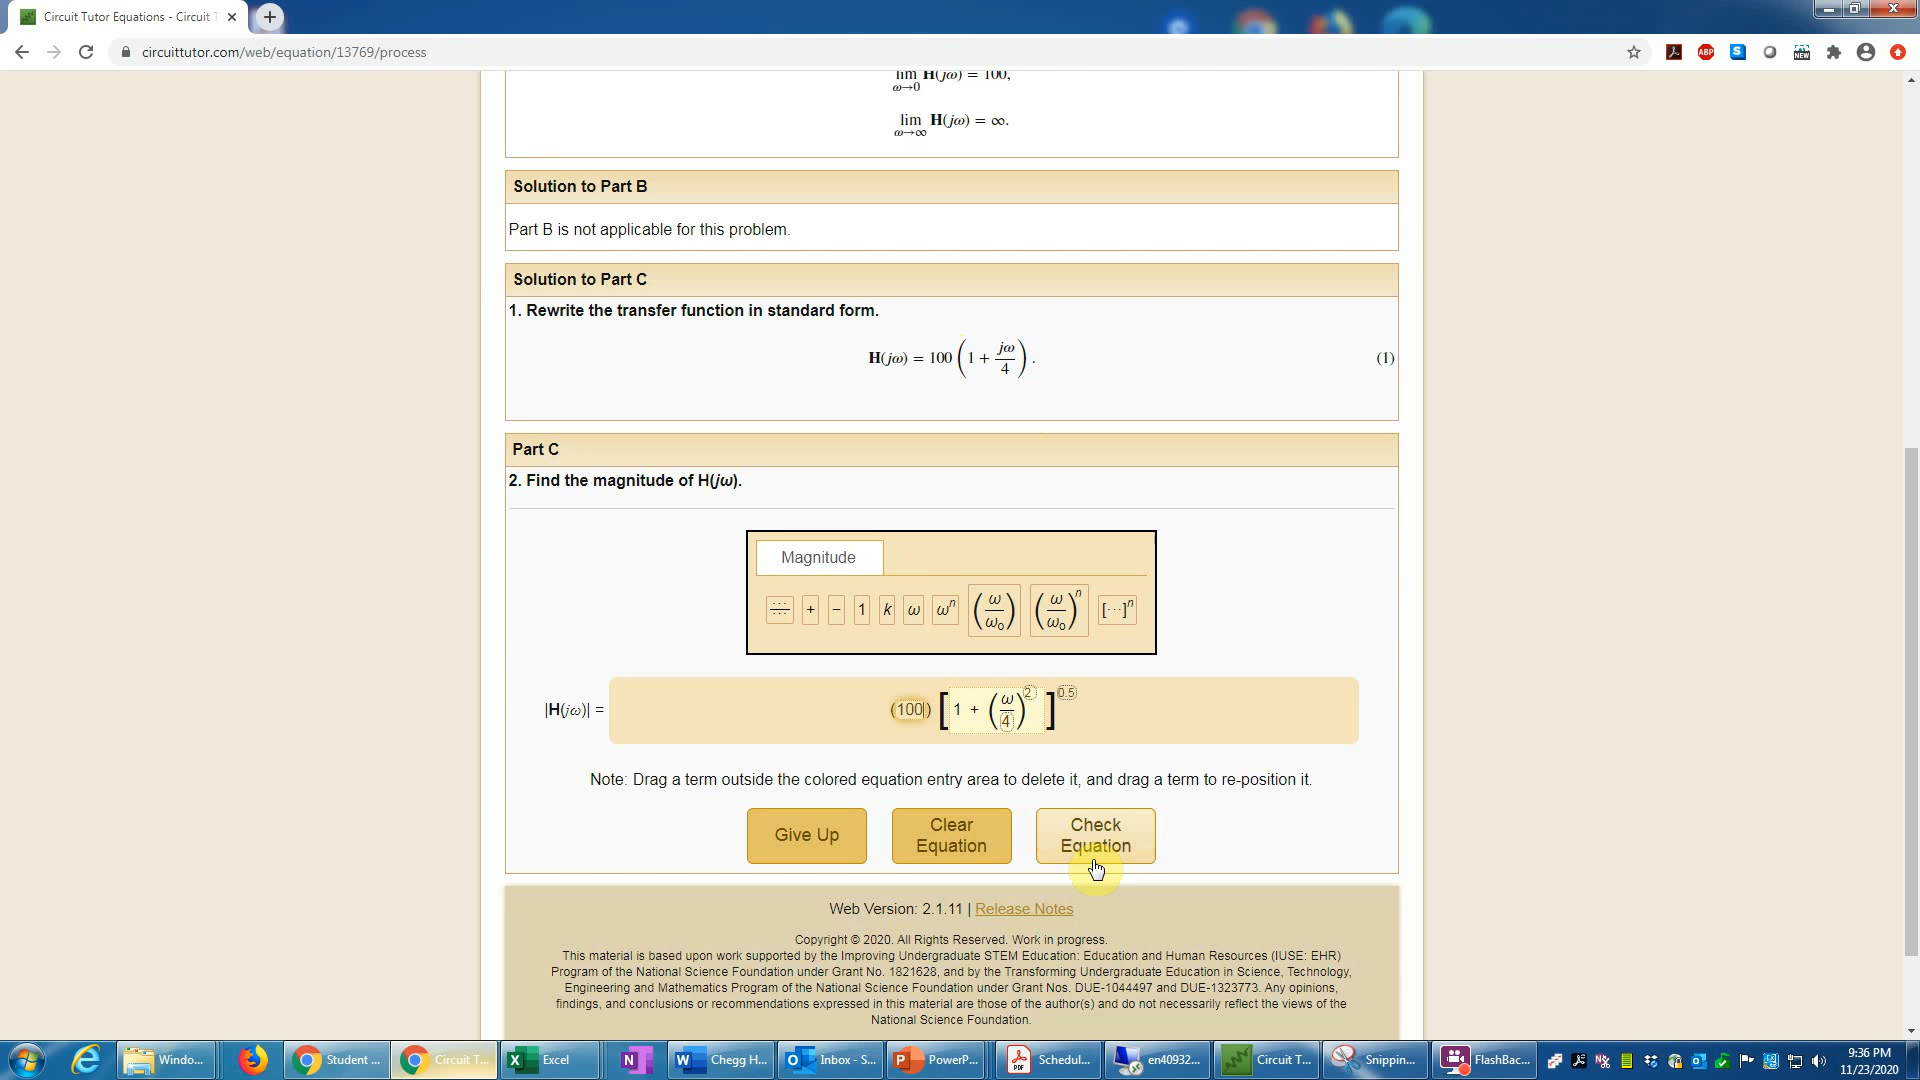 Circuit Tutor Equations - Circuit T
circuittutor.com/web/equation/13769/process
lim H(jω) = 100,
ω→0
lim H(jω) = ∞.
ω→∞
Solution to Part B
Part B is not applicable for this problem.
Solution to Part C
1. Rewrite the transfer function in standard form.
H(jω) = 100 (1 + jω/4). (1)
Part C
2. Find the magnitude of H(jω).
Magnitude
+ − 1 k ω ωⁿ (ω/ω₀) (ω/ω₀)ⁿ [⋯]ⁿ
|H(jω)| = (100) [1 + (ω/4)²]^0.5
Note: Drag a term outside the colored equation entry area to delete it, and drag a term to re-position it.
Give Up
Clear Equation
Check Equation
Web Version: 2.1.11 | Release Notes
Copyright © 2020. All Rights Reserved. Work in progress.
This material is based upon work supported by the Improving Undergraduate STEM Education: Education and Human Resources (IUSE: EHR)
Program of the National Science Foundation under Grant No. 1821628, and by the Transforming Undergraduate Education in Science, Technology,
Engineering and Mathematics Program of the National Science Foundation under Grant Nos. DUE-1044497 and DUE-1323773. Any opinions,
findings, and conclusions or recommendations expressed in this material are those of the author(s) and do not necessarily reflect the views of the
National Science Foundation.
Windo... Student ... Circuit T... Excel Chegg H... Inbox - S... PowerP... Schedul... en40932... Circuit T... Snippin... FlashBac...
9:36 PM
11/23/2020